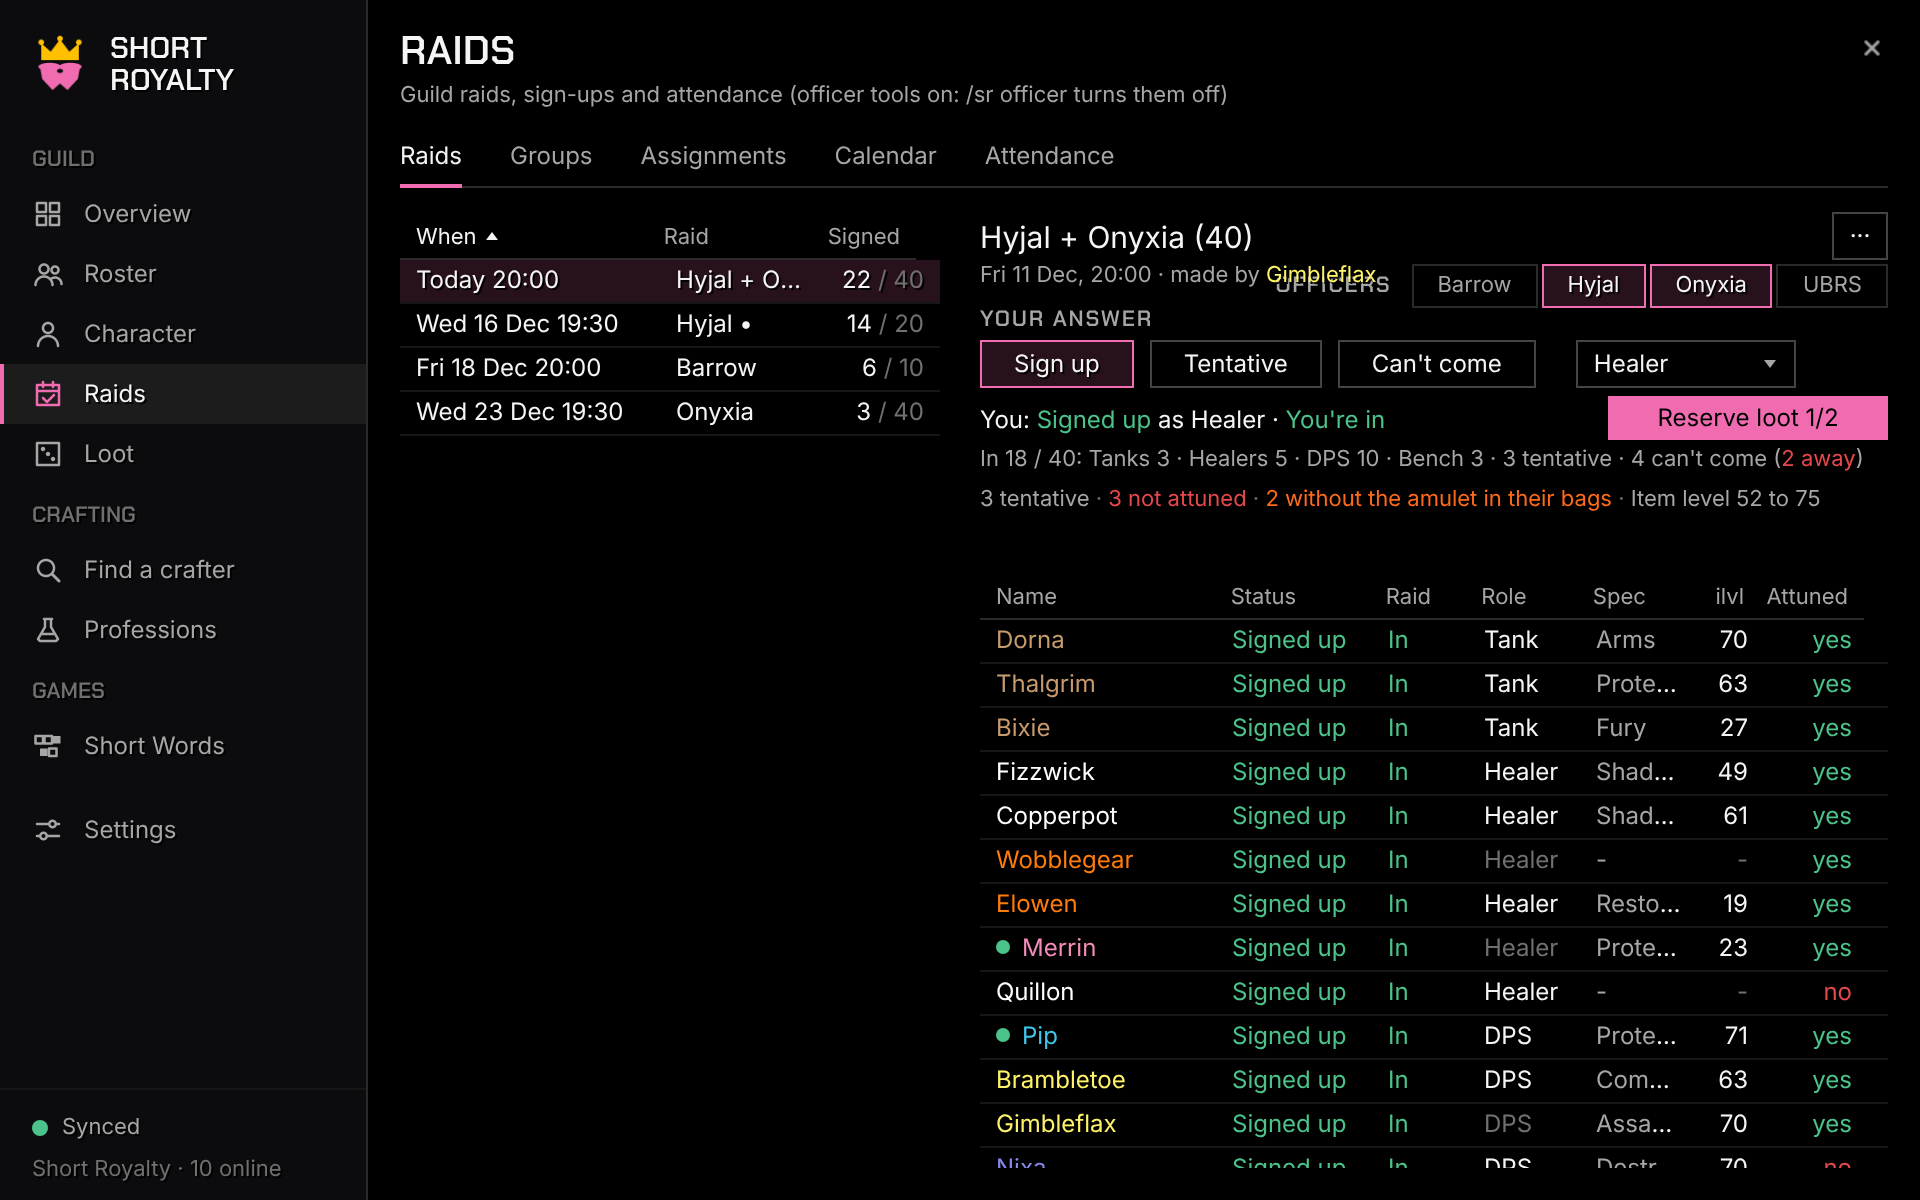 SHORT
ROYALTY
GUILD
Overview
Roster
Character
Raids
Loot
CRAFTING
Find a crafter
Professions
GAMES
Short Words
Settings
Synced
Short Royalty · 10 online
RAIDS
Guild raids, sign-ups and attendance (officer tools on: /sr officer turns them off)
Raids Groups Assignments Calendar Attendance
When Raid Signed
Today 20:00 Hyjal + O... 22 / 40
Wed 16 Dec 19:30 Hyjal • 14 / 20
Fri 18 Dec 20:00 Barrow 6 / 10
Wed 23 Dec 19:30 Onyxia 3 / 40
Hyjal + Onyxia (40)
...
Fri 11 Dec, 20:00 · made by Gimbleflax
OFFICERS Barrow Hyjal Onyxia UBRS
YOUR ANSWER
Sign up Tentative Can't come Healer
You: Signed up as Healer · You're in
Reserve loot 1/2
In 18 / 40: Tanks 3 · Healers 5 · DPS 10 · Bench 3 · 3 tentative · 4 can't come (2 away)
3 tentative · 3 not attuned · 2 without the amulet in their bags · Item level 52 to 75
Name Status Raid Role Spec ilvl Attuned
Dorna Signed up In Tank Arms 70 yes
Thalgrim Signed up In Tank Prote... 63 yes
Bixie Signed up In Tank Fury 27 yes
Fizzwick Signed up In Healer Shad... 49 yes
Copperpot Signed up In Healer Shad... 61 yes
Wobblegear Signed up In Healer - - yes
Elowen Signed up In Healer Resto... 19 yes
Merrin Signed up In Healer Prote... 23 yes
Quillon Signed up In Healer - - no
Pip Signed up In DPS Prote... 71 yes
Brambletoe Signed up In DPS Com... 63 yes
Gimbleflax Signed up In DPS Assa... 70 yes
Nixa Signed up In DPS Destr... 70 no